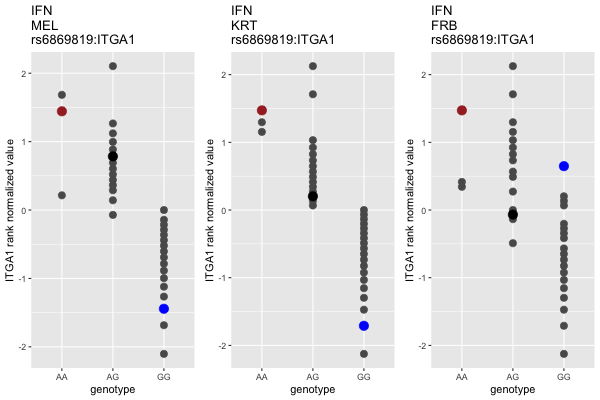 IFN
MEL
rs6869819:ITGA1
ITGA1 rank normalized value
2
1
0
-1
-2
AA AG GG
genotype
IFN
KRT
rs6869819:ITGA1
ITGA1 rank normalized value
2
1
0
-1
-2
AA AG GG
genotype
IFN
FRB
rs6869819:ITGA1
ITGA1 rank normalized value
2
1
0
-1
-2
AA AG GG
genotype